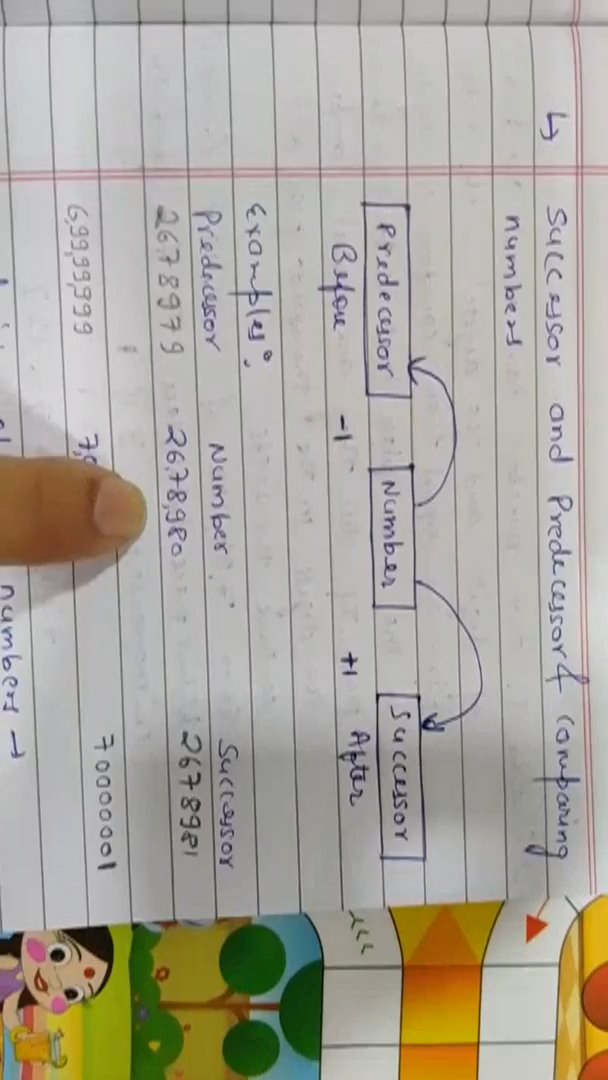 ↳ Successor and Predecessor & Comparing
numbers
Predecessor Number Successor
Before -1 +1 After
Examples:
Predecessor Number Successor
2678979 26,78,980 2678981
6,99,99,999 70000001
numbers →